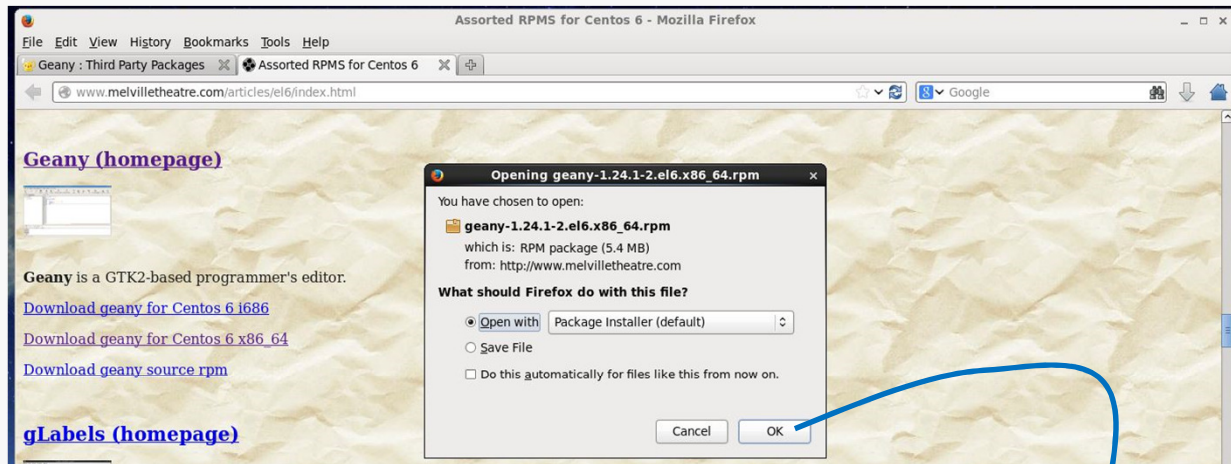 Assorted RPMS for Centos 6 - Mozilla Firefox
File Edit View History Bookmarks Tools Help
Geany : Third Party Packages
Assorted RPMS for Centos 6
www.melvilletheatre.com/articles/el6/index.html
Google
Geany (homepage)
Geany is a GTK2-based programmer's editor.
Download geany for Centos 6 i686
Download geany for Centos 6 x86_64
Download geany source rpm
gLabels (homepage)
Opening geany-1.24.1-2.el6.x86_64.rpm
You have chosen to open:
geany-1.24.1-2.el6.x86_64.rpm
which is: RPM package (5.4 MB)
from: http://www.melvilletheatre.com
What should Firefox do with this file?
Open with Package Installer (default)
Save File
Do this automatically for files like this from now on.
Cancel OK